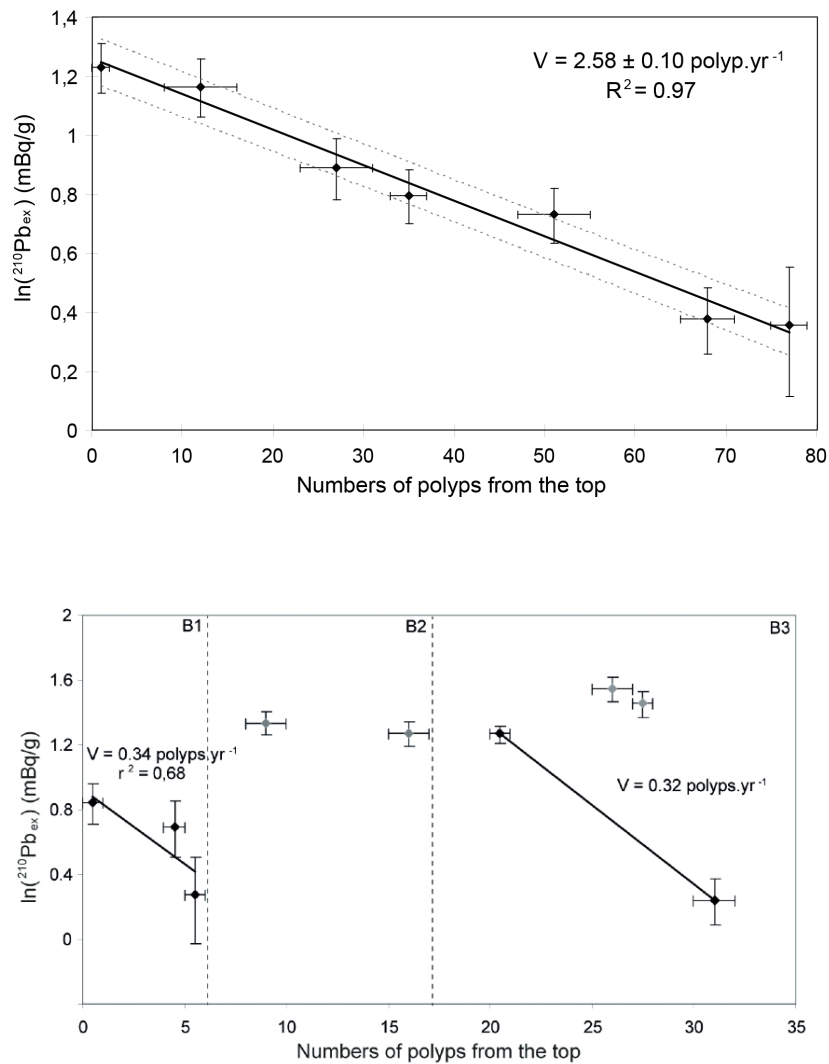 1,4
1,2
1
0,8
0,6
0,4
0,2
0
ln(²¹⁰Pbₑₓ) (mBq/g)
V = 2.58 ± 0.10 polyp.yr ⁻¹
R² = 0.97
0 10 20 30 40 50 60 70 80
Numbers of polyps from the top
2
1.6
1.2
0.8
0.4
0
ln(²¹⁰Pbₑₓ) (mBq/g)
B1 B2 B3
V = 0.34 polyps.yr ⁻¹
r ² = 0,68
V = 0.32 polyps.yr ⁻¹
0 5 10 15 20 25 30 35
Numbers of polyps from the top